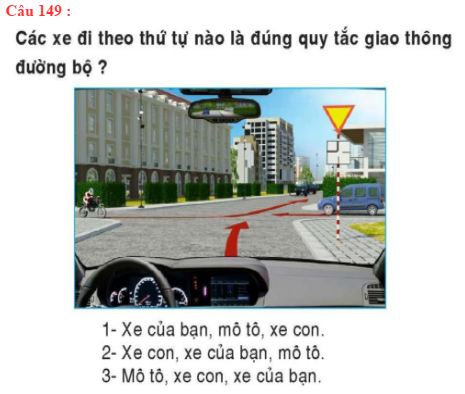 Câu 149 :
Các xe đi theo thứ tự nào là đúng quy tắc giao thông
đường bộ ?
1- Xe của bạn, mô tô, xe con.
2- Xe con, xe của bạn, mô tô.
3- Mô tô, xe con, xe của bạn.